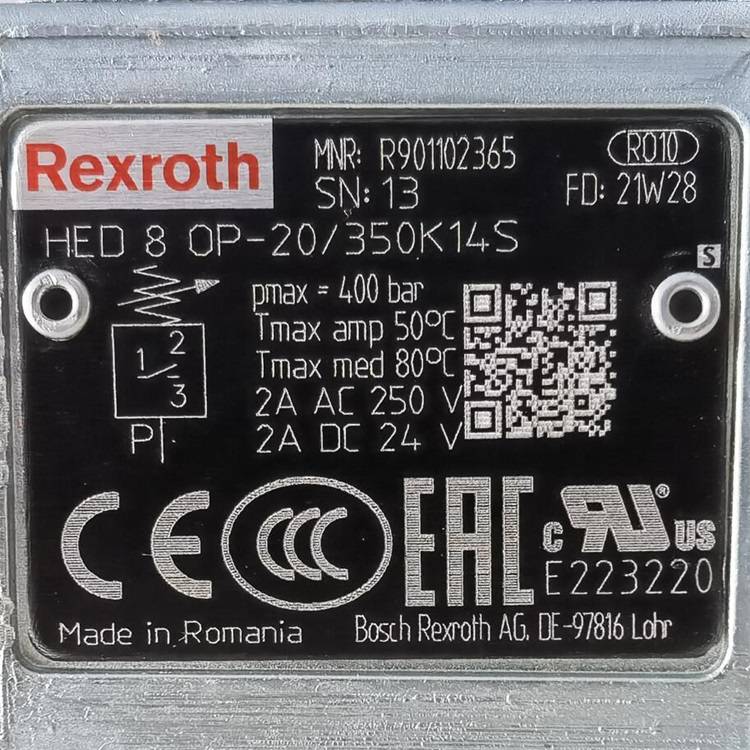 Rexroth
MNR: R901102365
RO10
SN: 13
FD: 21W28
HED 8 OP-20/350K14S
S
pmax = 400 bar
Tmax amp 50°C
Tmax med 80°C
2A AC 250 V
2A DC 24 V
1 2
3
P
CE
CCC
EAC
c RU ® US
E223220
Made in Romania
Bosch Rexroth AG, DE-97816 Lohr